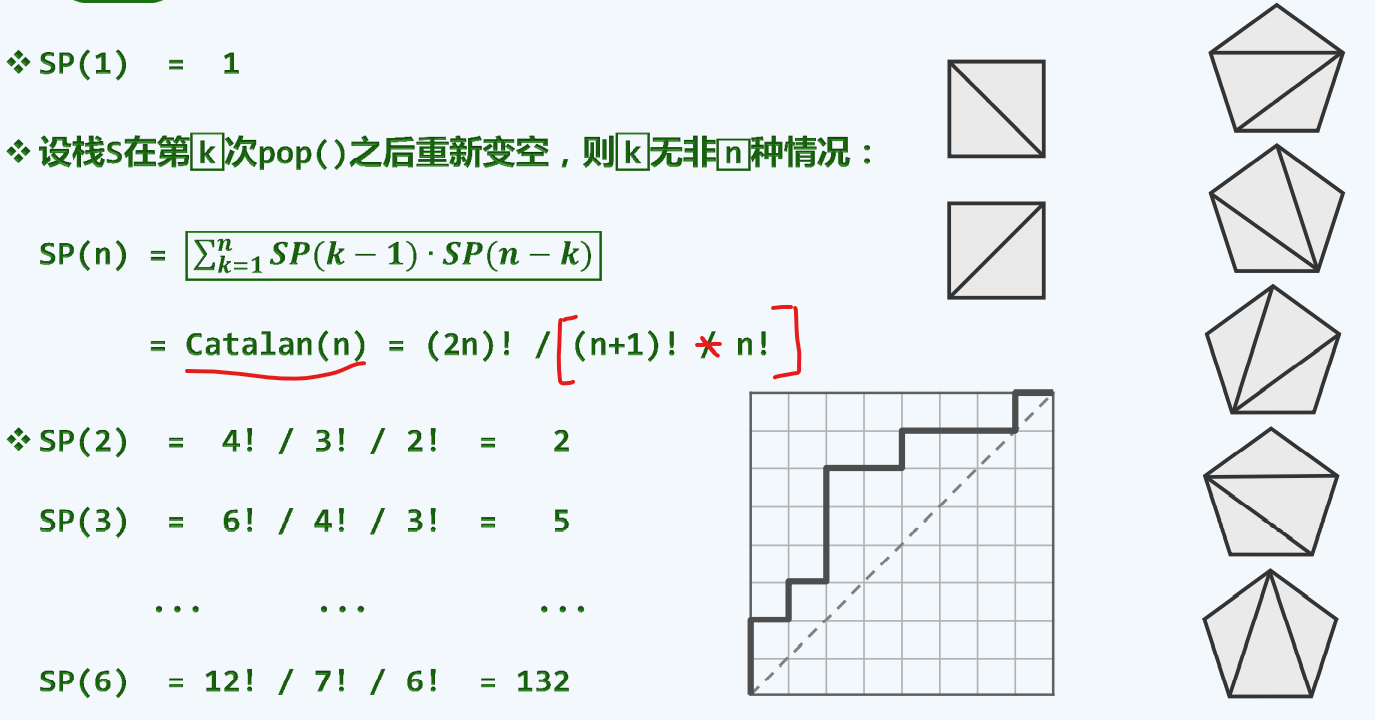 ❖ SP(1) = 1
❖ 设栈S在第k次pop()之后重新变空，则k无非n种情况：
SP(n) = ∑ⁿₖ₌₁ SP(k − 1) · SP(n − k)
= Catalan(n) = (2n)! / [(n+1)! * n!]
❖ SP(2) = 4! / 3! / 2! = 2
SP(3) = 6! / 4! / 3! = 5
... ... ...
SP(6) = 12! / 7! / 6! = 132